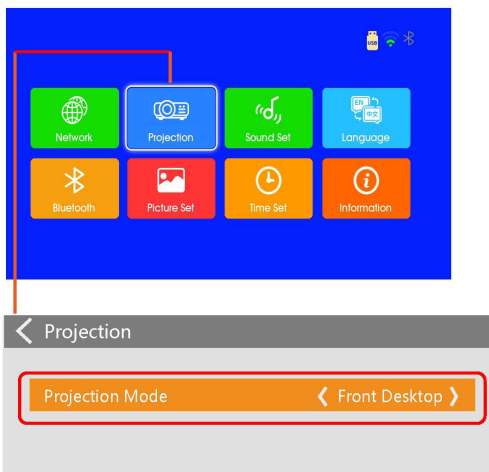 USB
Network
Projection
Sound Set
EN
中文
Language
Bluetooth
Picture Set
Time Set
Information
Projection
Projection Mode
Front Desktop